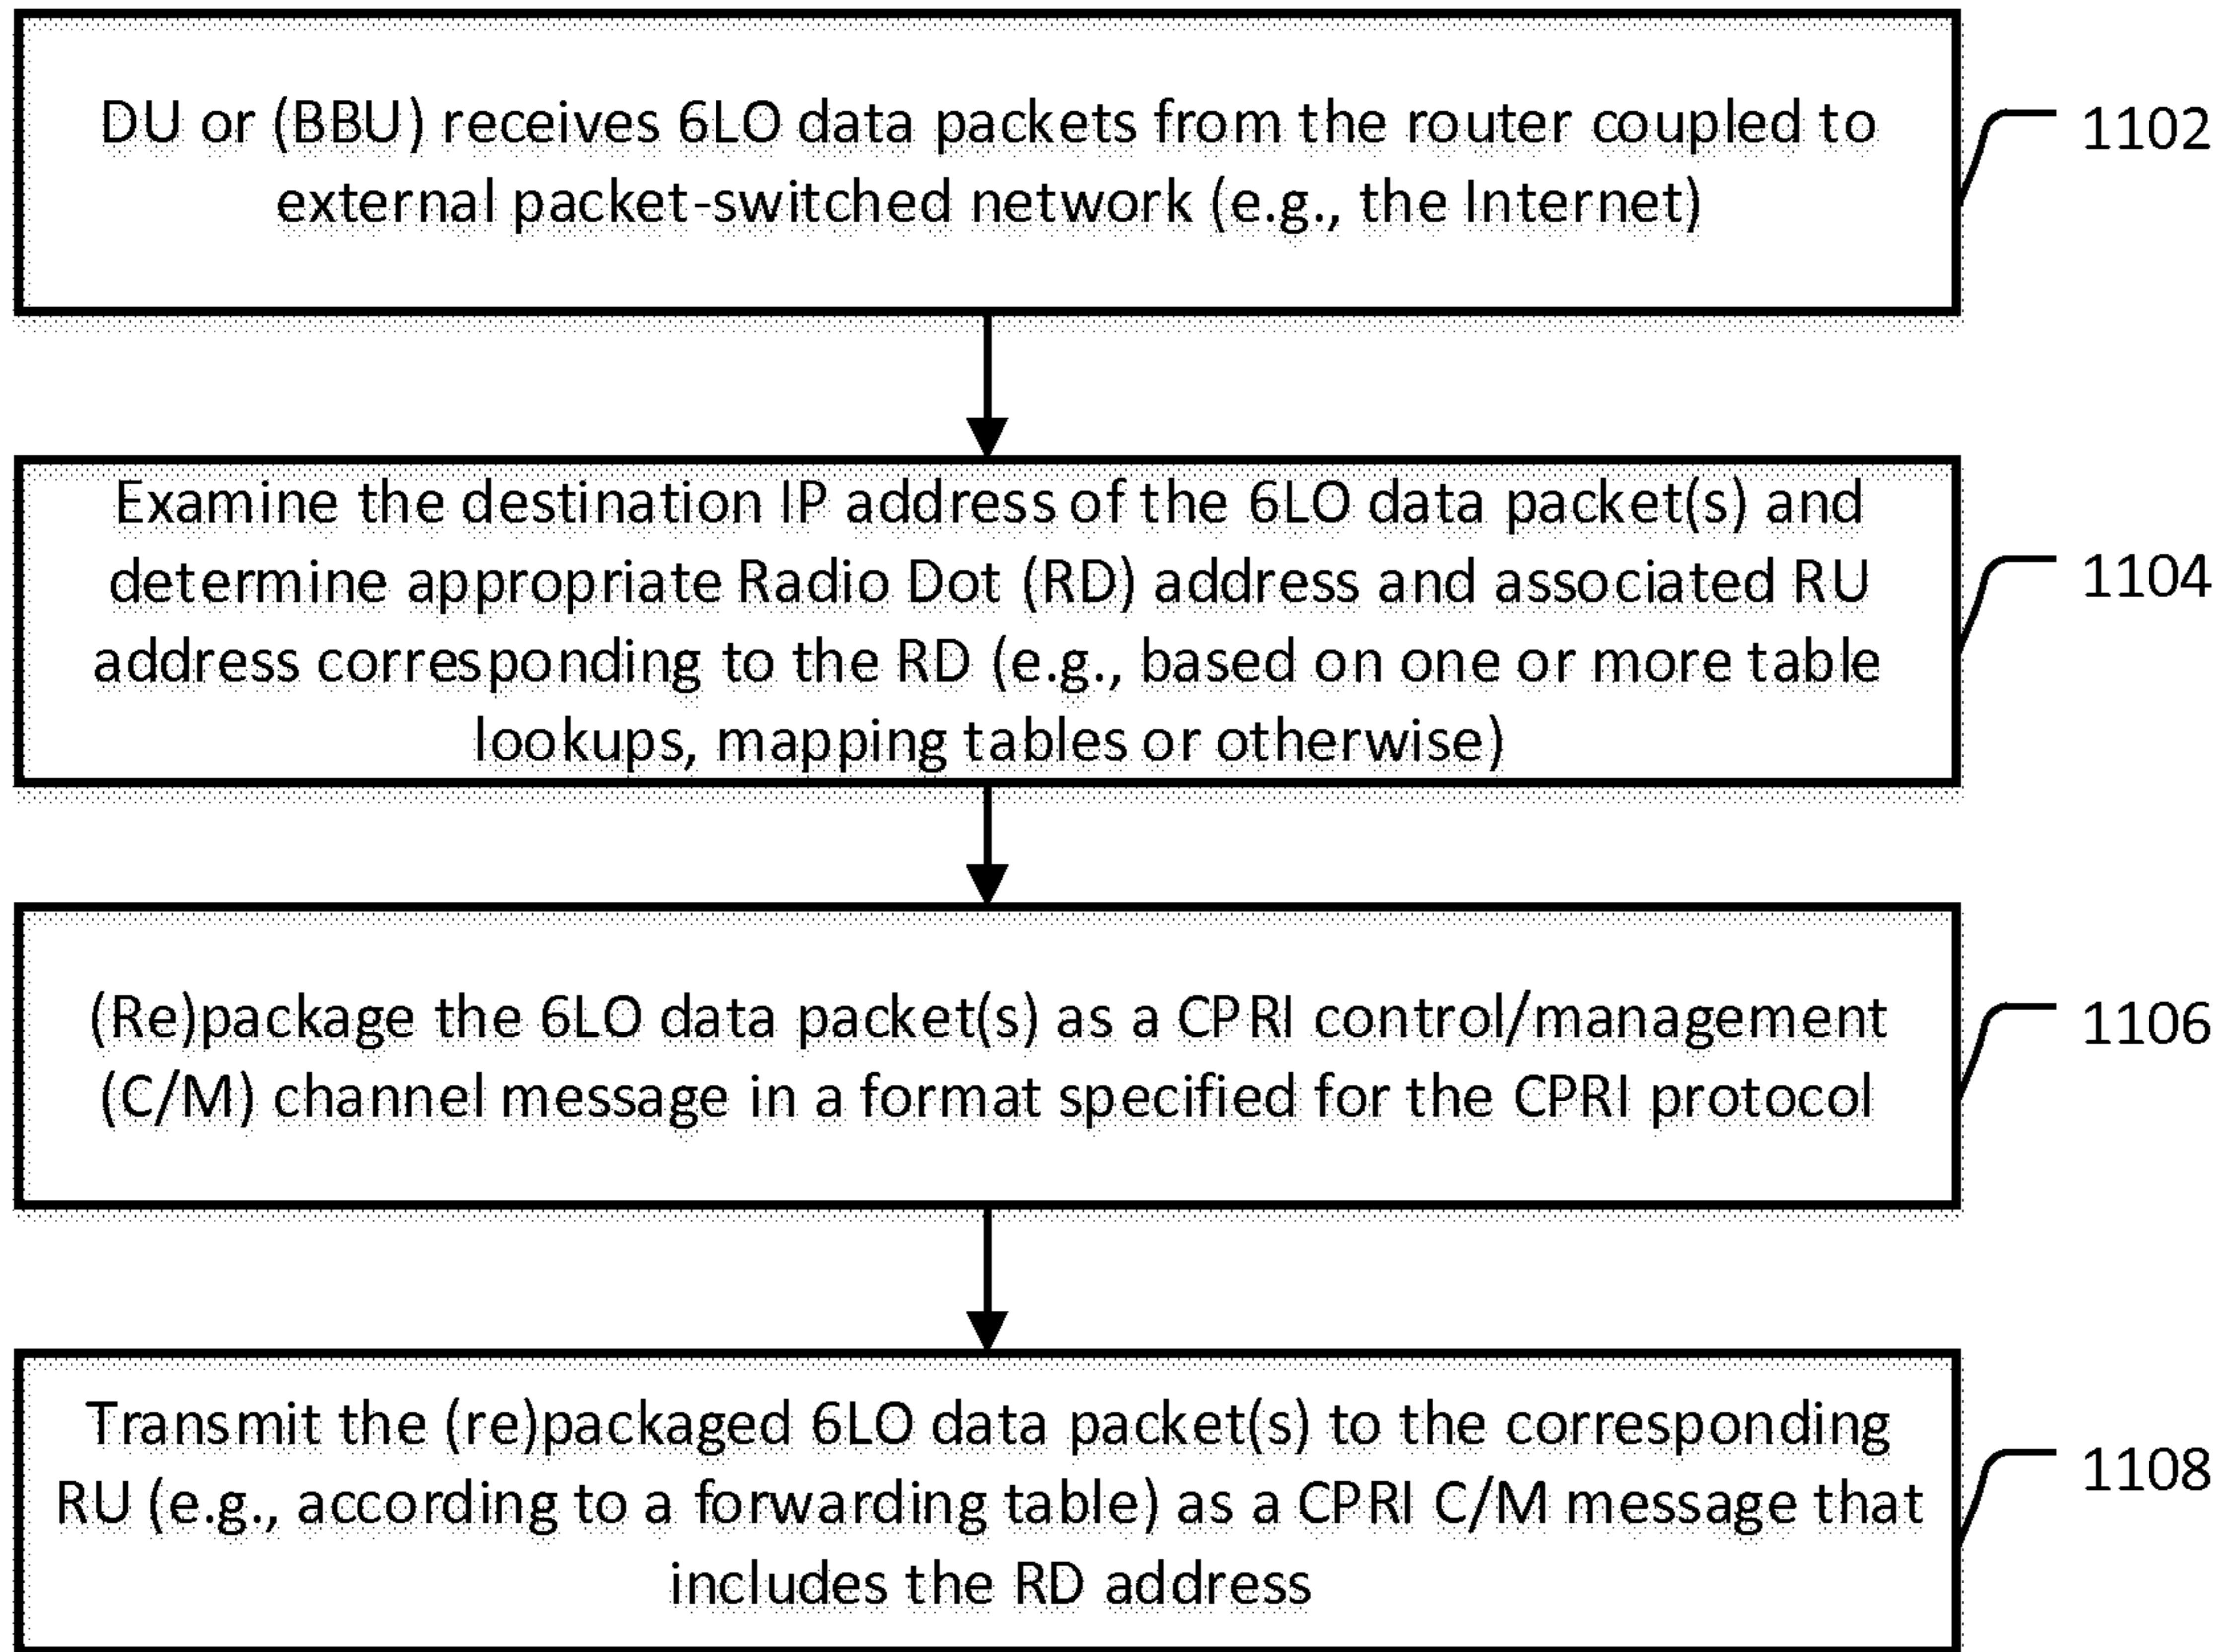 DU or (BBU) receives 6LO data packets from the router coupled to
external packet-switched network (e.g., the Internet)
1102
Examine the destination IP address of the 6LO data packet(s) and
determine appropriate Radio Dot (RD) address and associated RU
address corresponding to the RD (e.g., based on one or more table
lookups, mapping tables or otherwise)
1104
(Re)package the 6LO data packet(s) as a CPRI control/management
(C/M) channel message in a format specified for the CPRI protocol
1106
Transmit the (re)packaged 6LO data packet(s) to the corresponding
RU (e.g., according to a forwarding table) as a CPRI C/M message that
includes the RD address
1108